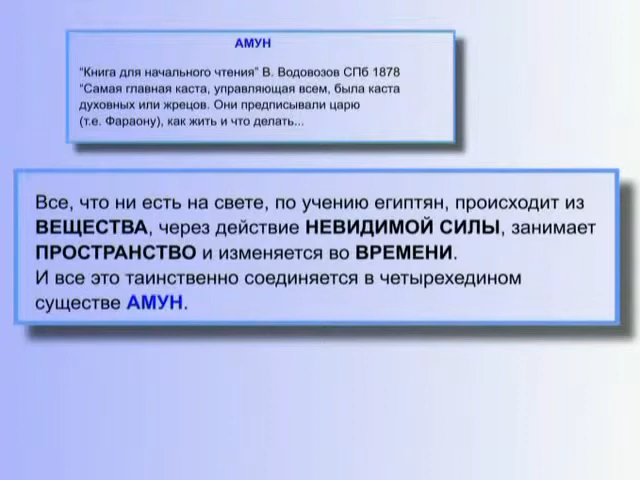 АМУН
"Книга для начального чтения" В. Водовозов СПб 1878
"Самая главная каста, управляющая всем, была каста
духовных или жрецов. Они предписывали царю
(т.е. Фараону), как жить и что делать...
Все, что ни есть на свете, по учению египтян, происходит из
ВЕЩЕСТВА, через действие НЕВИДИМОЙ СИЛЫ, занимает
ПРОСТРАНСТВО и изменяется во ВРЕМЕНИ.
И все это таинственно соединяется в четырехедином
существе АМУН.